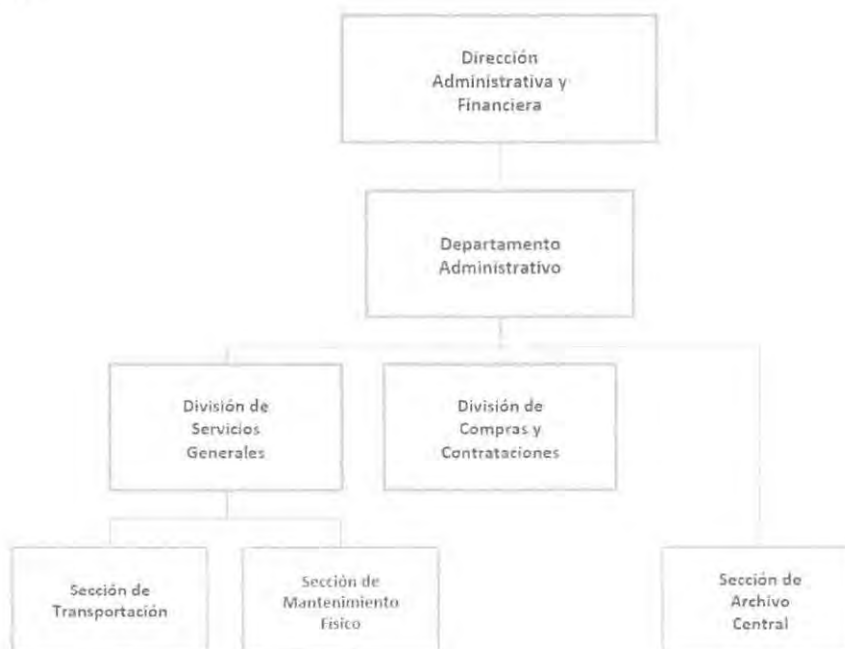 Dirección
Administrativa y
Financiera
Departamento
Administrativo
División de
Servicios
Generales
División de
Compras y
Contrataciones
Sección de
Transportación
Sección de
Mantenimiento
Físico
Sección de
Archivo
Central